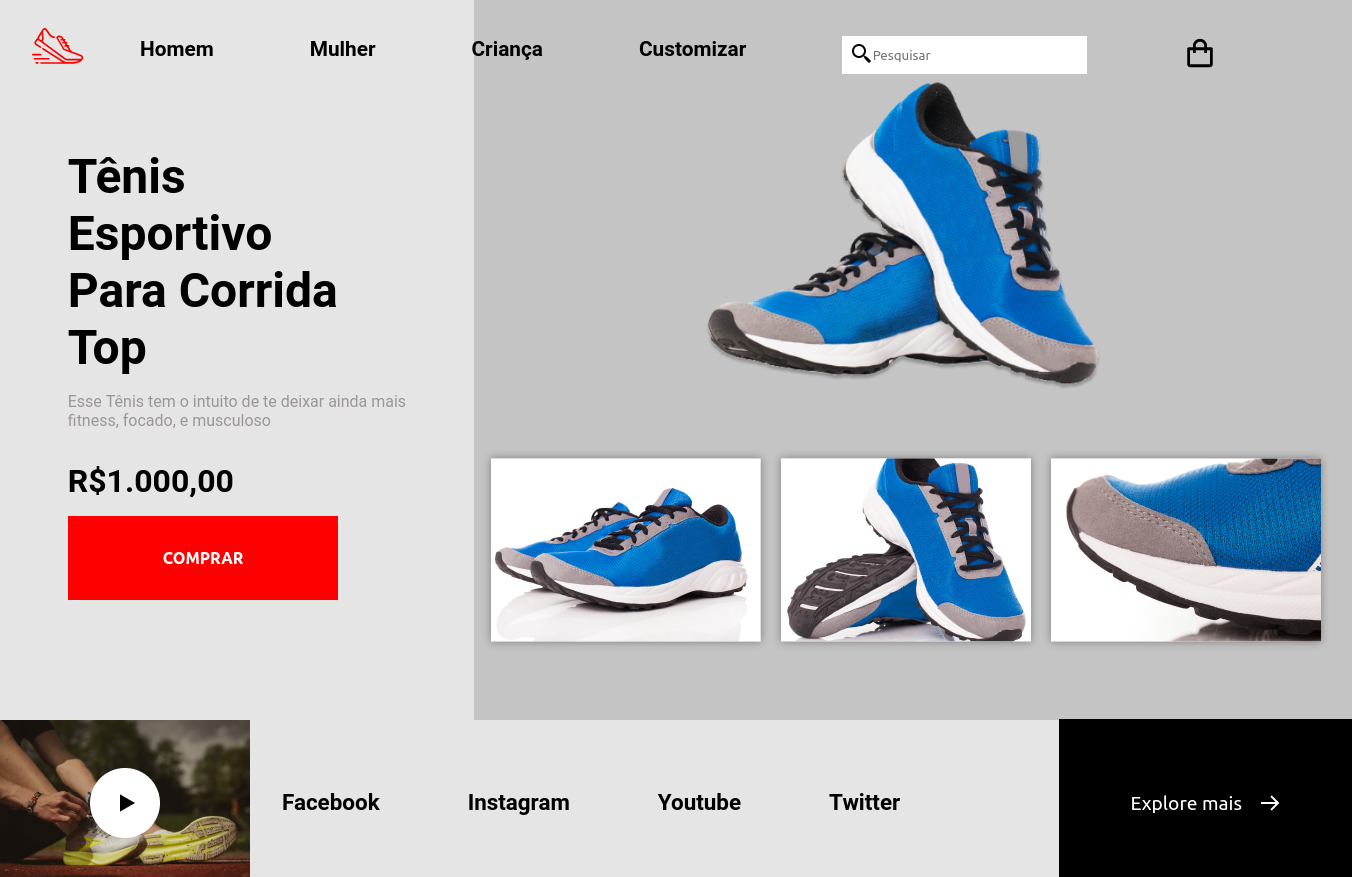 Homem
Mulher
Criança
Customizar
Pesquisar
Tênis
Esportivo
Para Corrida
Top
Esse Tênis tem o intuito de te deixar ainda mais
fitness, focado, e musculoso
R$1.000,00
COMPRAR
Facebook
Instagram
Youtube
Twitter
Explore mais